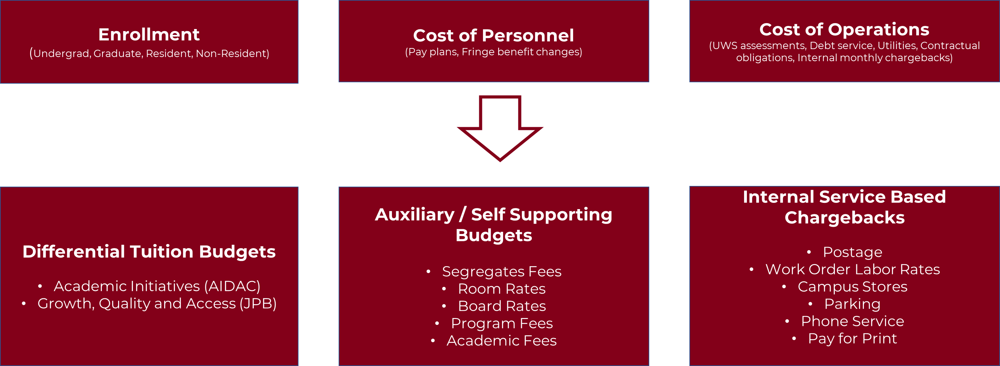 Enrollment
(Undergrad, Graduate, Resident, Non-Resident)
Cost of Personnel
(Pay plans, Fringe benefit changes)
Cost of Operations
(UWS assessments, Debt service, Utilities, Contractual
obligations, Internal monthly chargebacks)
Differential Tuition Budgets
• Academic Initiatives (AIDAC)
• Growth, Quality and Access (JPB)
Auxiliary / Self Supporting
Budgets
• Segregates Fees
• Room Rates
• Board Rates
• Program Fees
• Academic Fees
Internal Service Based
Chargebacks
• Postage
• Work Order Labor Rates
• Campus Stores
• Parking
• Phone Service
• Pay for Print